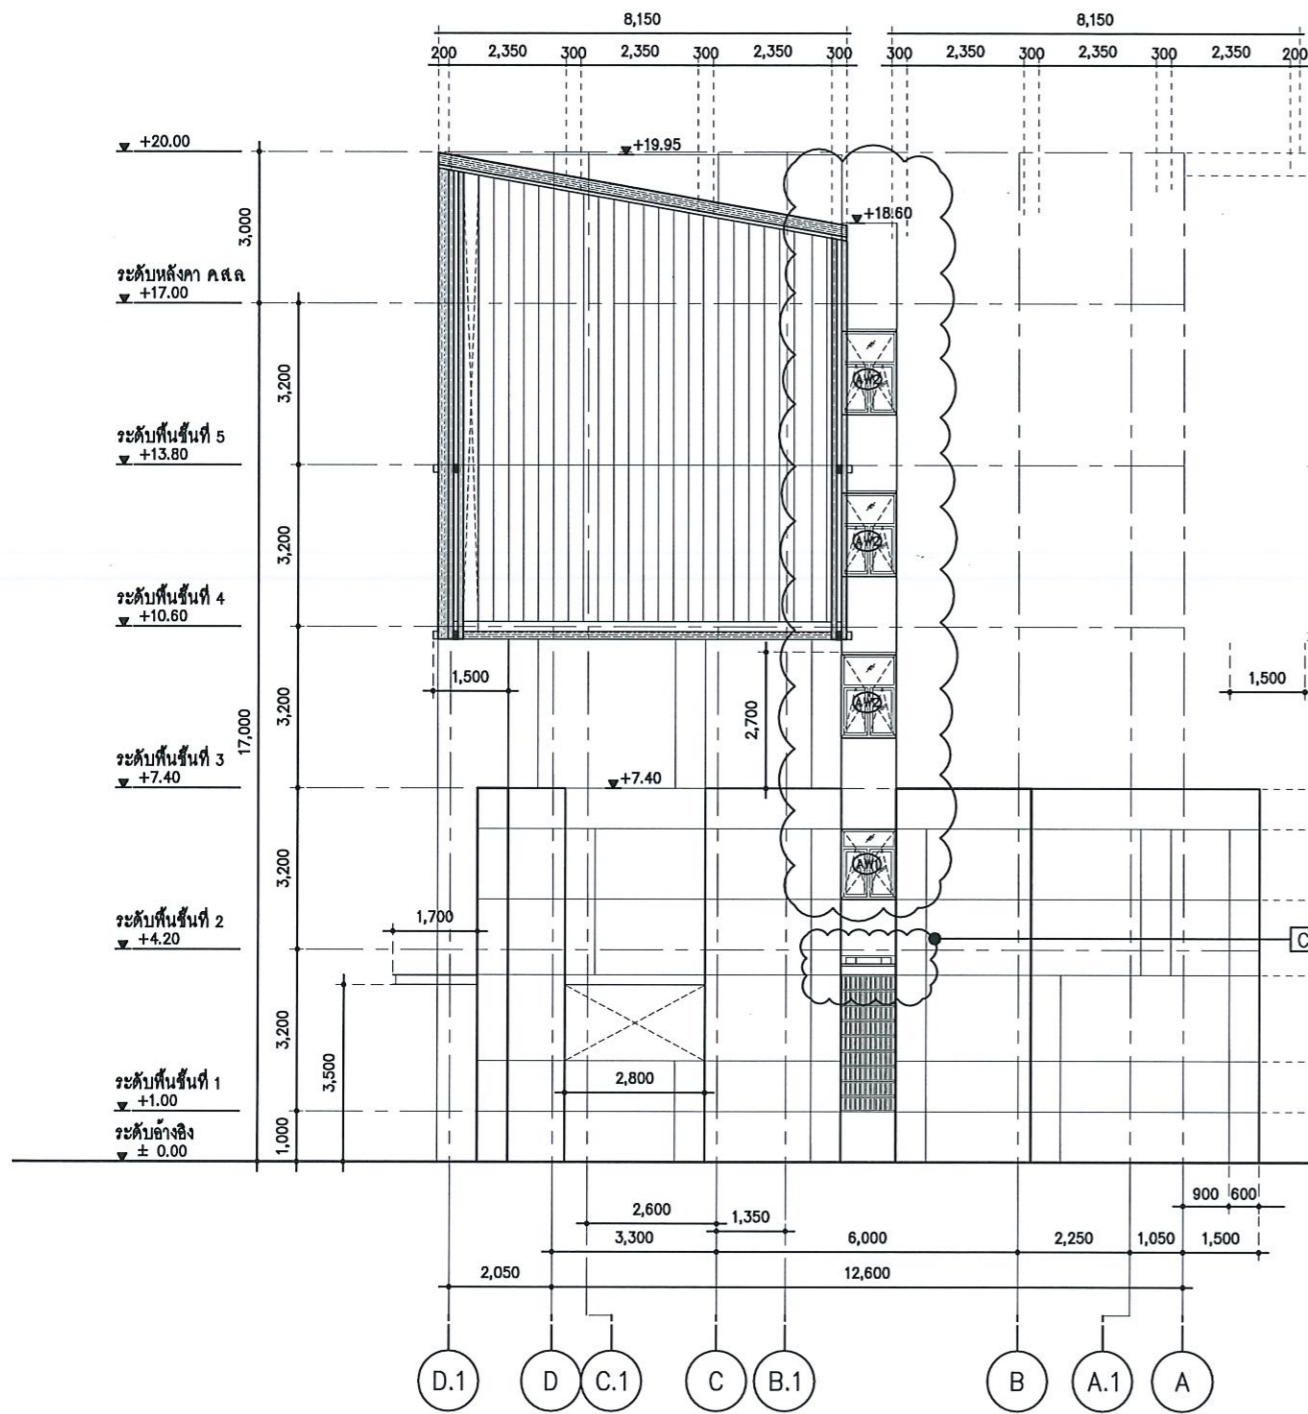 8,150 8,150
200 2,350 300 2,350 300 2,350 300 300 2,350 300 2,350 300 2,350 200
+20.00
+19.95
+18.60
3,000
ระดับหลังคา ค.ส.ล.
+17.00
3,200
AW2
ระดับพื้นชั้นที่ 5
+13.80
3,200
AW2
ระดับพื้นชั้นที่ 4
+10.60
1,500
1,500
3,200
17,000
2,700
AW2
ระดับพื้นชั้นที่ 3
+7.40
+7.40
3,200
AW1
ระดับพื้นชั้นที่ 2
+4.20
1,700
C
3,200
3,500
2,800
ระดับพื้นชั้นที่ 1
+1.00
ระดับอ้างอิง
± 0.00
1,000
900 600
2,600 1,350
3,300 6,000 2,250 1,050 1,500
2,050 12,600
D.1 D C.1 C B.1 B A.1 A